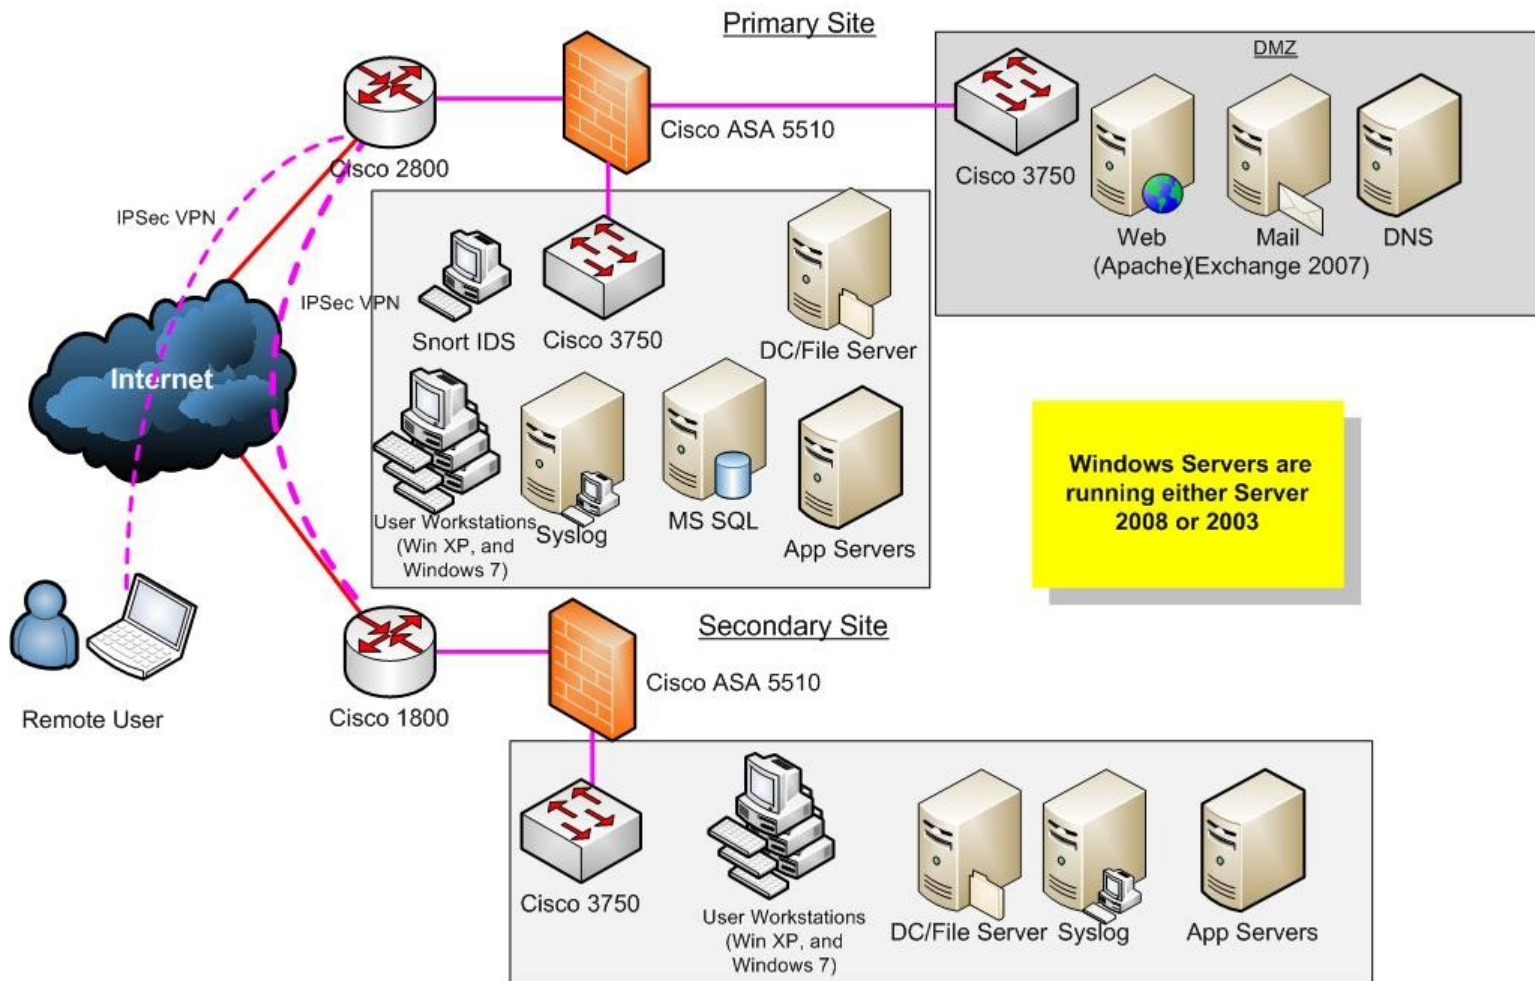 Primary Site
DMZ
Cisco 2800
Cisco ASA 5510
Cisco 3750
Web
(Apache)
Mail
(Exchange 2007)
DNS
IPSec VPN
IPSec VPN
Internet
Snort IDS
Cisco 3750
DC/File Server
User Workstations
(Win XP, and
Windows 7)
Syslog
MS SQL
App Servers
Windows Servers are
running either Server
2008 or 2003
Remote User
Secondary Site
Cisco 1800
Cisco ASA 5510
Cisco 3750
User Workstations
(Win XP, and
Windows 7)
DC/File Server
Syslog
App Servers